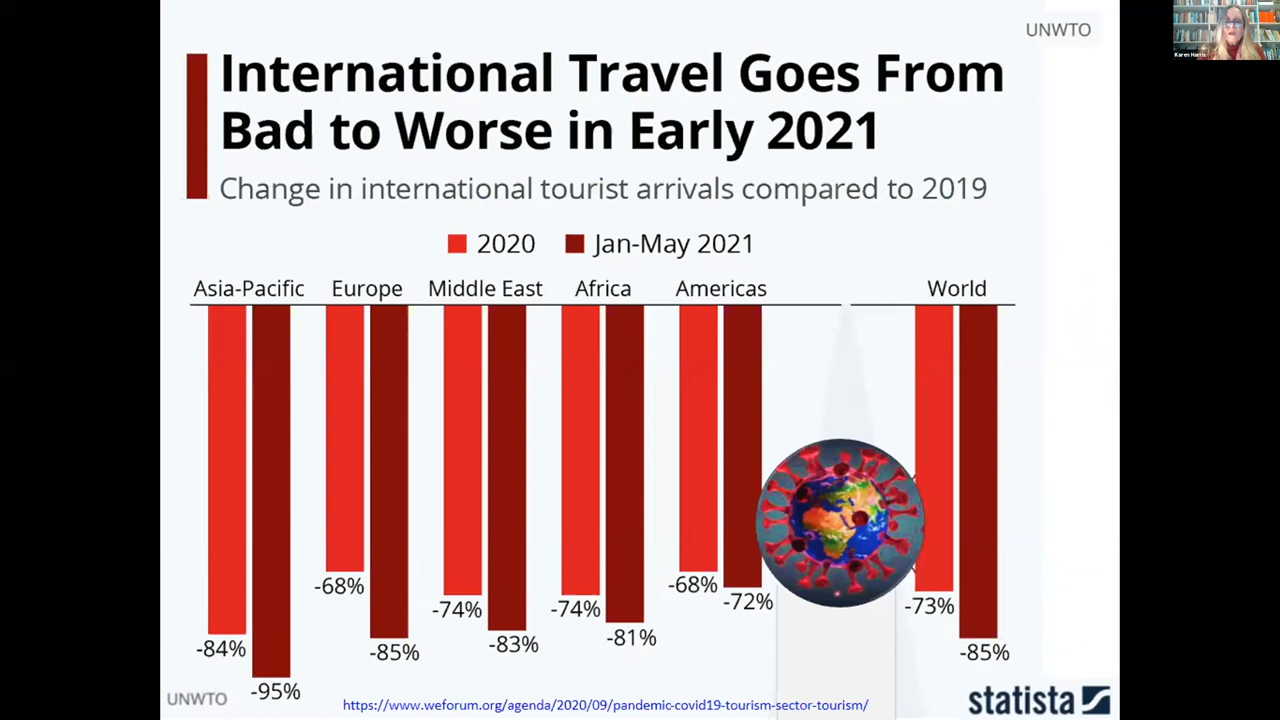 UNWTO
Karen Harris
International Travel Goes From
Bad to Worse in Early 2021
Change in international tourist arrivals compared to 2019
2020 Jan-May 2021
Asia-Pacific Europe Middle East Africa Americas World
-68% -68%
-74% -74% -72% -73%
-84% -85% -83% -81% -85%
-95%
UNWTO
https://www.weforum.org/agenda/2020/09/pandemic-covid19-tourism-sector-tourism/
statista